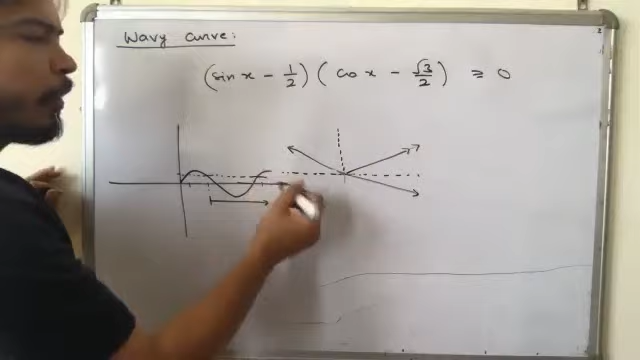 Wavy Curve:
(sin x - 1/2) (cos x - √3/2) ≥ 0